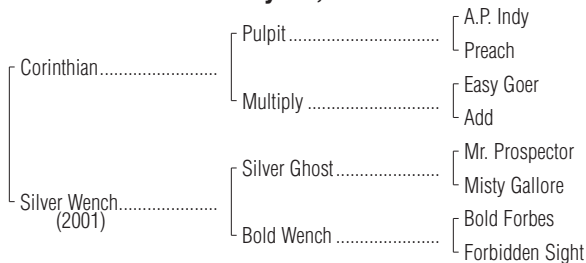 A.P. Indy
Pulpit
Preach
Corinthian
Easy Goer
Multiply
Add
Mr. Prospector
Silver Ghost
Misty Gallore
Silver Wench
(2001)
Bold Forbes
Bold Wench
Forbidden Sight